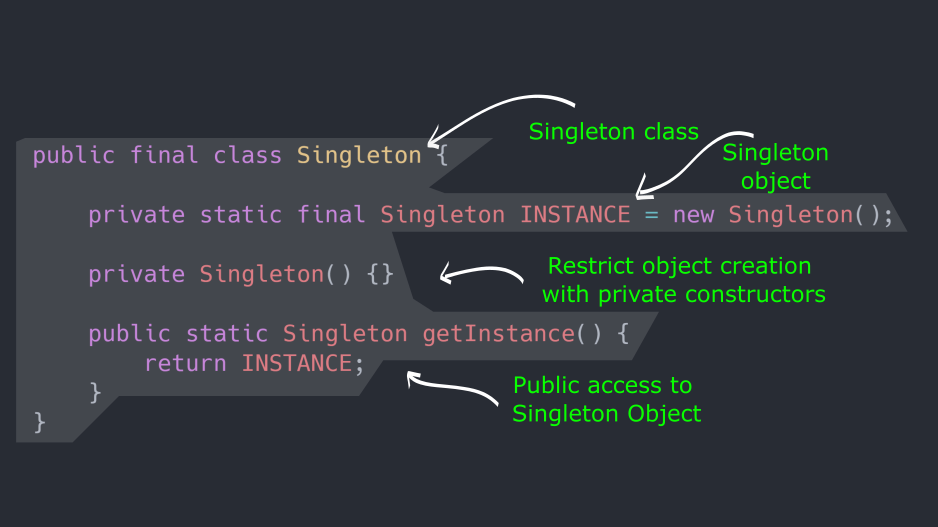 public final class Singleton {
Singleton class
private static final Singleton INSTANCE = new Singleton();
Singleton
object
private Singleton() {}
Restrict object creation
with private constructors
public static Singleton getInstance() {
return INSTANCE;
}
}
Public access to
Singleton Object